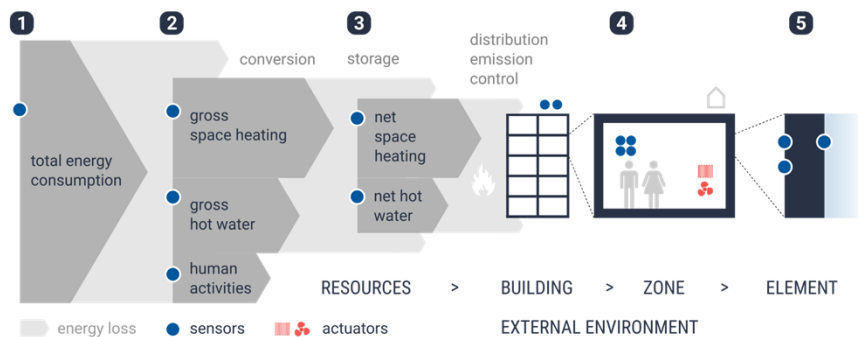 1
2
3
4
5
conversion
storage
distribution
emission
control
total energy
consumption
gross
space heating
gross
hot water
human
activities
net
space
heating
net hot
water
RESOURCES > BUILDING > ZONE > ELEMENT
EXTERNAL ENVIRONMENT
energy loss
sensors
actuators